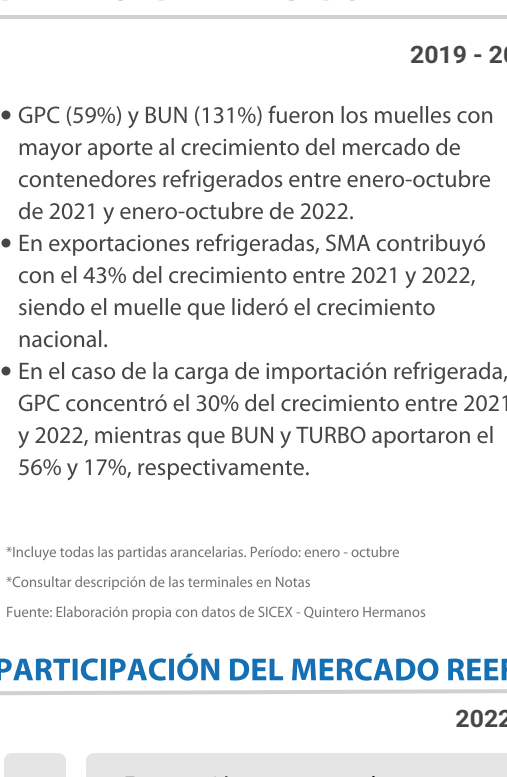 2019 - 20
• GPC (59%) y BUN (131%) fueron los muelles con
mayor aporte al crecimiento del mercado de
contenedores refrigerados entre enero-octubre
de 2021 y enero-octubre de 2022.
• En exportaciones refrigeradas, SMA contribuyó
con el 43% del crecimiento entre 2021 y 2022,
siendo el muelle que lideró el crecimiento
nacional.
• En el caso de la carga de importación refrigerada,
GPC concentró el 30% del crecimiento entre 2021
y 2022, mientras que BUN y TURBO aportaron el
56% y 17%, respectivamente.
*Incluye todas las partidas arancelarias. Período: enero - octubre
*Consultar descripción de las terminales en Notas
Fuente: Elaboración propia con datos de SICEX - Quintero Hermanos
PARTICIPACIÓN DEL MERCADO REEF
2022